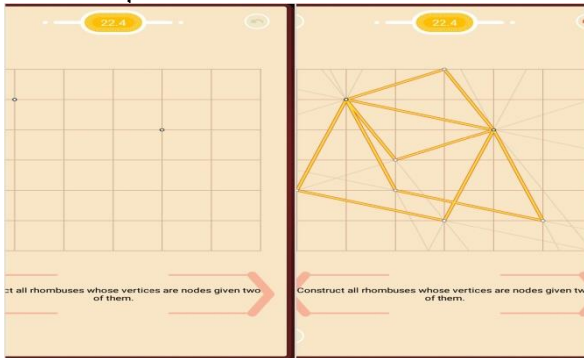 22.4
22.4
ct all rhombuses whose vertices are nodes given two
of them.
Construct all rhombuses whose vertices are nodes given tw
of them.